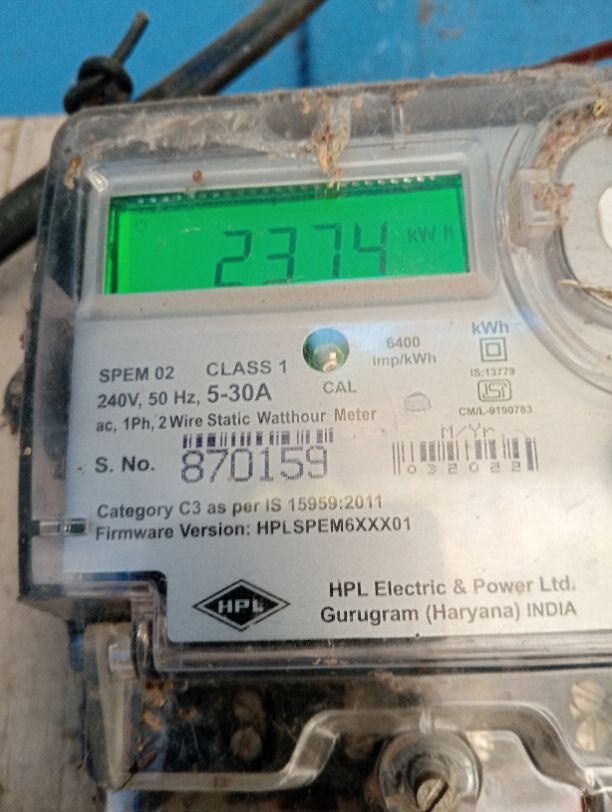 2374 kWh
SPEM 02 CLASS 1
6400
imp/kWh
kWh
IS:13779
240V, 50 Hz, 5-30A
CAL
ISI
CM/L-9190783
ac, 1Ph, 2 Wire Static Watthour Meter
M/Yr
S. No. 870159
032022
Category C3 as per IS 15959:2011
Firmware Version: HPLSPEM6XXX01
HPL
HPL Electric & Power Ltd.
Gurugram (Haryana) INDIA